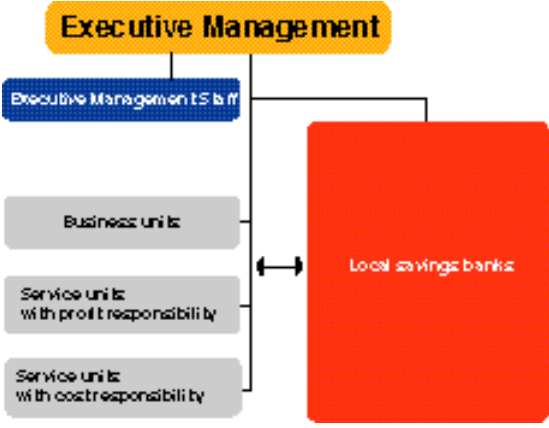 Executive Management
Executive Management Staff
Business units
Service units
with profit responsibility
Local savings banks
Service units
with cost responsibility